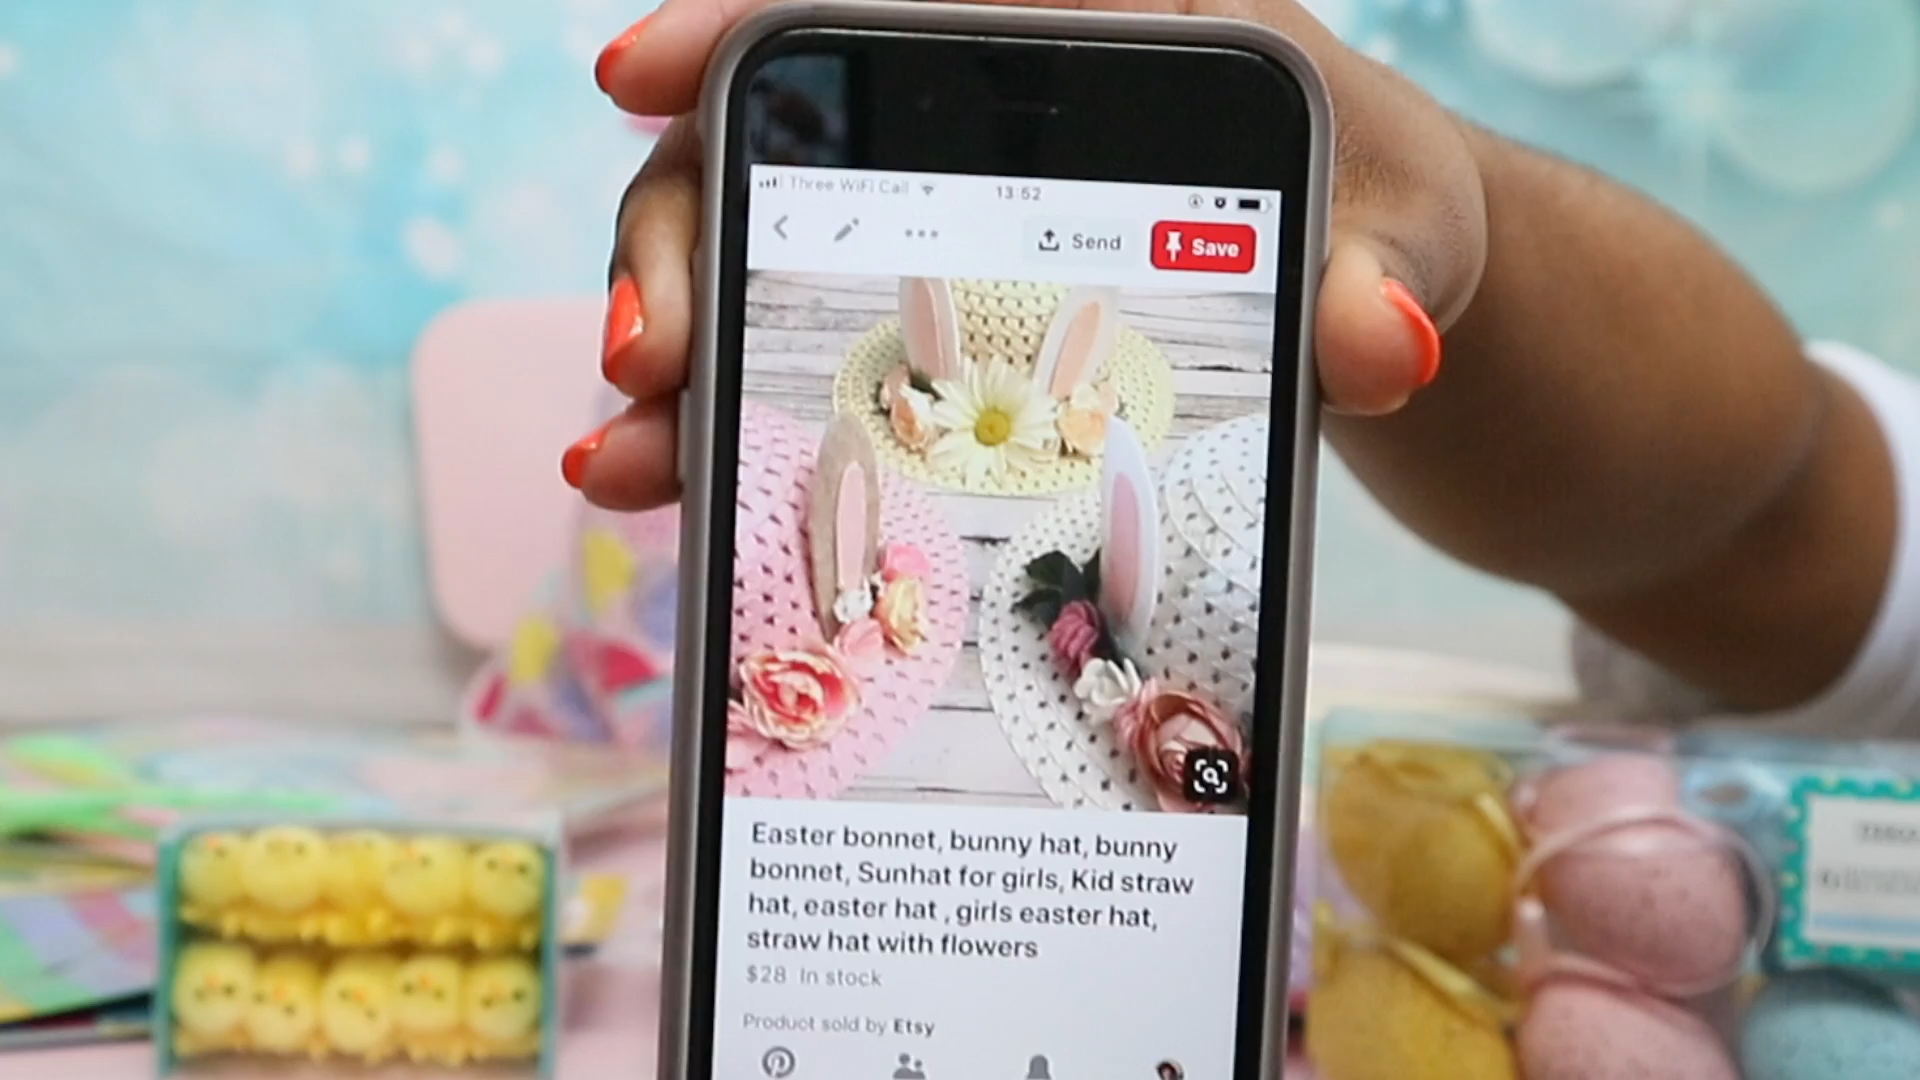 Three WiFi Call 13:52
Send Save
Easter bonnet, bunny hat, bunny
bonnet, Sunhat for girls, Kid straw
hat, easter hat , girls easter hat,
straw hat with flowers
$28 In stock
Product sold by Etsy